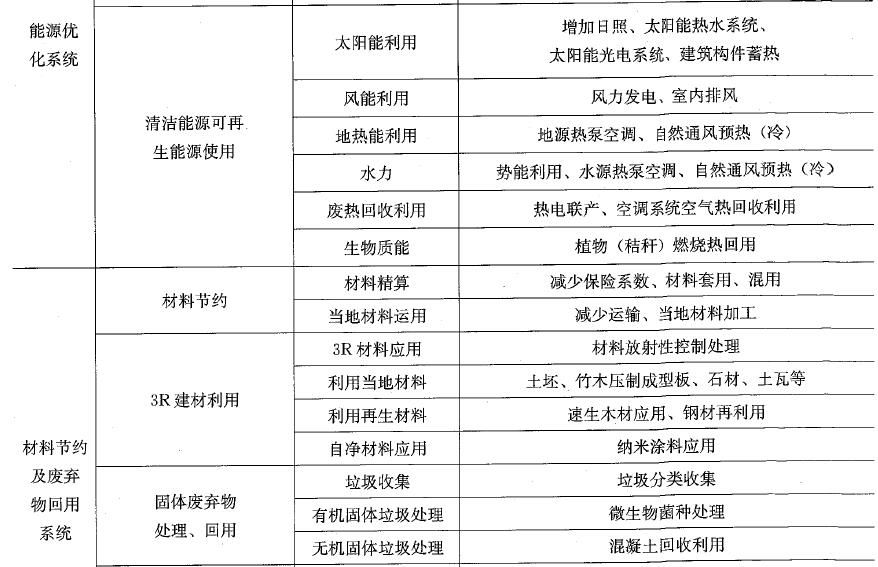 能源优
化系统
清洁能源可再
生能源使用
太阳能利用
增加日照、太阳能热水系统、
太阳能光电系统、建筑构件蓄热
风能利用
风力发电、室内排风
地热能利用
地源热泵空调、自然通风预热（冷）
水力
势能利用、水源热泵空调、自然通风预热（冷）
废热回收利用
热电联产、空调系统空气热回收利用
生物质能
植物（秸秆）燃烧热回用
材料节约
及废弃
物回用
系统
材料节约
材料精算
减少保险系数、材料套用、混用
当地材料运用
减少运输、当地材料加工
3R建材利用
3R材料应用
材料放射性控制处理
利用当地材料
土坯、竹木压制成型板、石材、土瓦等
利用再生材料
速生木材应用、钢材再利用
自净材料应用
纳米涂料应用
固体废弃物
处理、回用
垃圾收集
垃圾分类收集
有机固体垃圾处理
微生物菌种处理
无机固体垃圾处理
混凝土回收利用